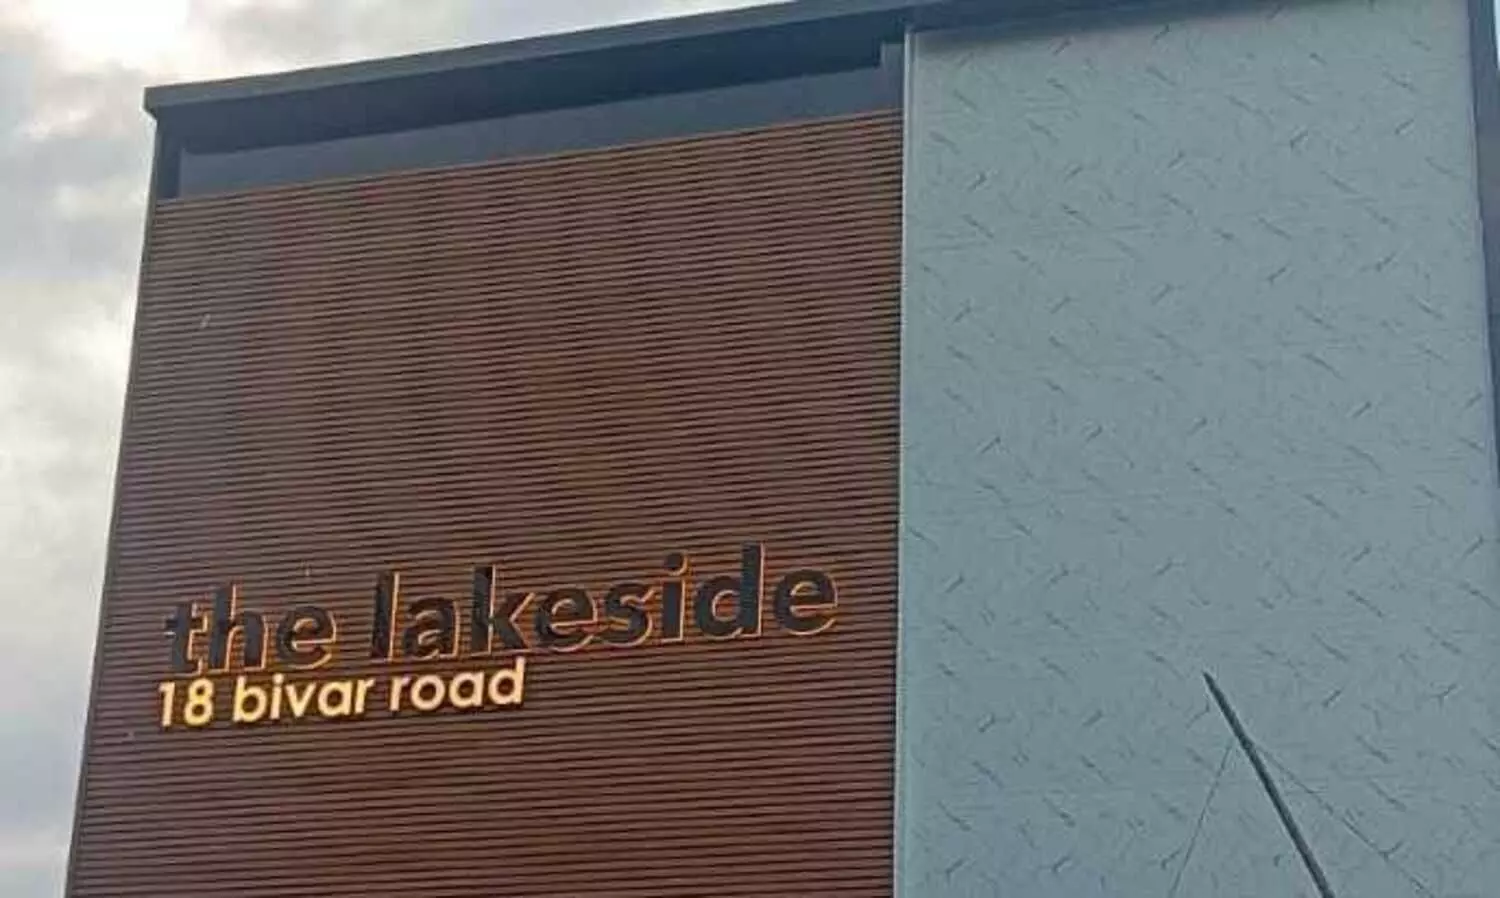 the lakeside
18 bivar road